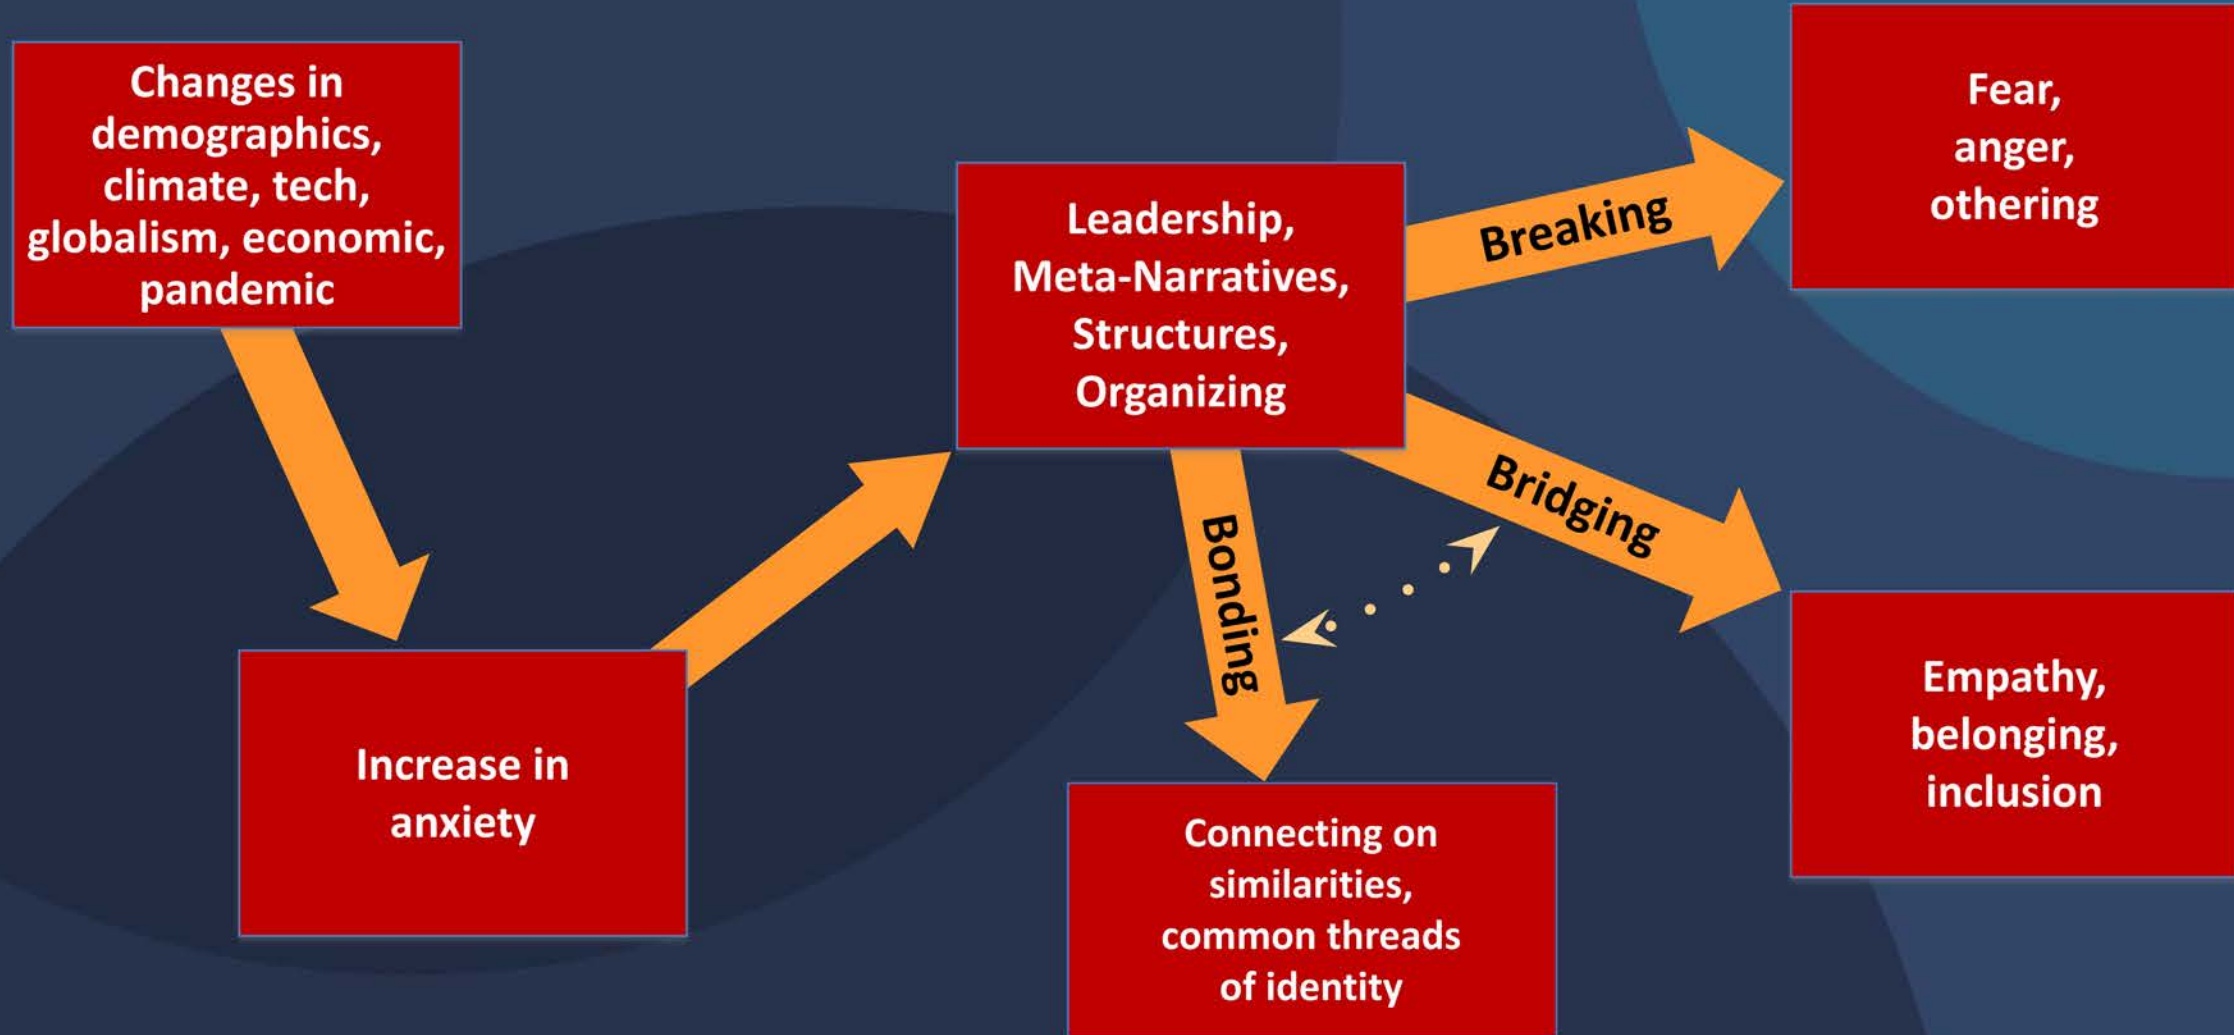 Changes in
demographics,
climate, tech,
globalism, economic,
pandemic
Increase in
anxiety
Leadership,
Meta-Narratives,
Structures,
Organizing
Breaking
Fear,
anger,
othering
Bridging
Empathy,
belonging,
inclusion
Bonding
Connecting on
similarities,
common threads
of identity